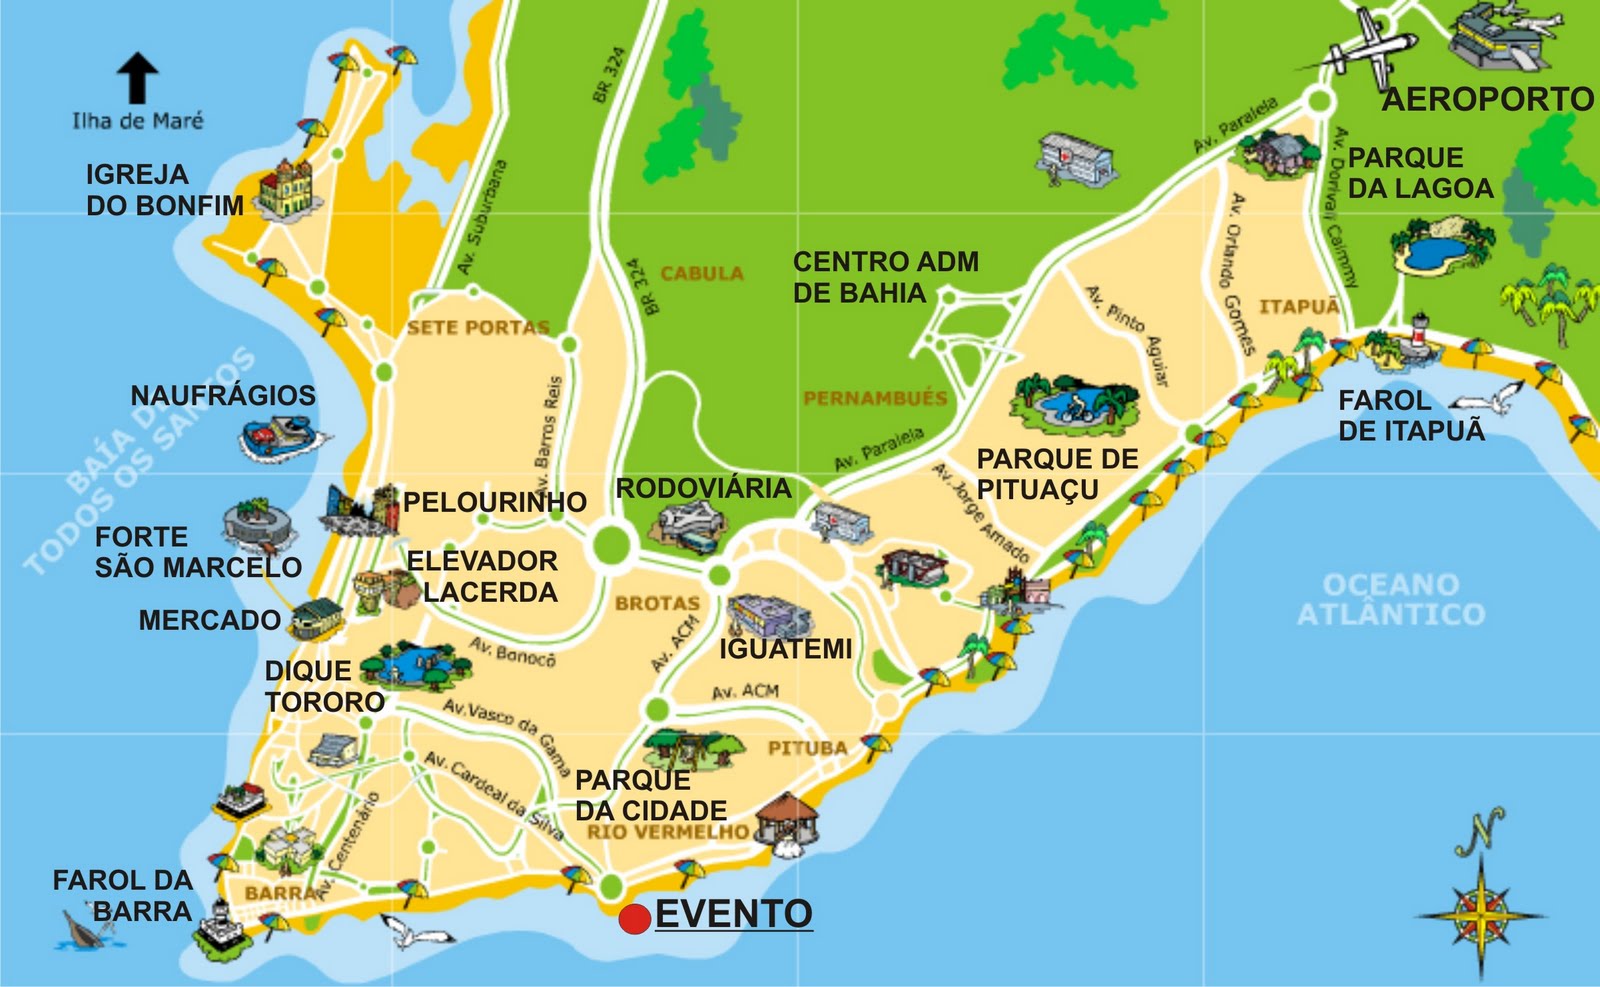 BR 324
Ilha de Maré
AEROPORTO
Av. Paralela
IGREJA
DO BONFIM
PARQUE
DA LAGOA
Av. Dorivall Caimmy
Av. Suburbana
Av. Orlando Gomes
BR 324
CABULA
CENTRO ADM
DE BAHIA
Av. Pinto Aguiar
ITAPUÃ
SETE PORTAS
BAÍA DE
TODOS OS SANTOS
NAUFRÁGIOS
Av. Barros Reis
PERNAMBUÉS
FAROL
DE ITAPUÃ
Av. Paralela
PARQUE DE
PITUAÇU
Av. Jorge Amado
PELOURINHO
RODOVIÁRIA
FORTE
SÃO MARCELO
ELEVADOR
LACERDA
BROTAS
OCEANO
ATLÂNTICO
MERCADO
Av. Bonocô
Av. ACM
IGUATEMI
DIQUE
TORORO
Av. ACM
Av.Vasco da Gama
PITUBA
Av. Cardeal da Silva
PARQUE
DA CIDADE
RIO VERMELHO
Av. Centenário
N
FAROL DA
BARRA
BARRA
EVENTO